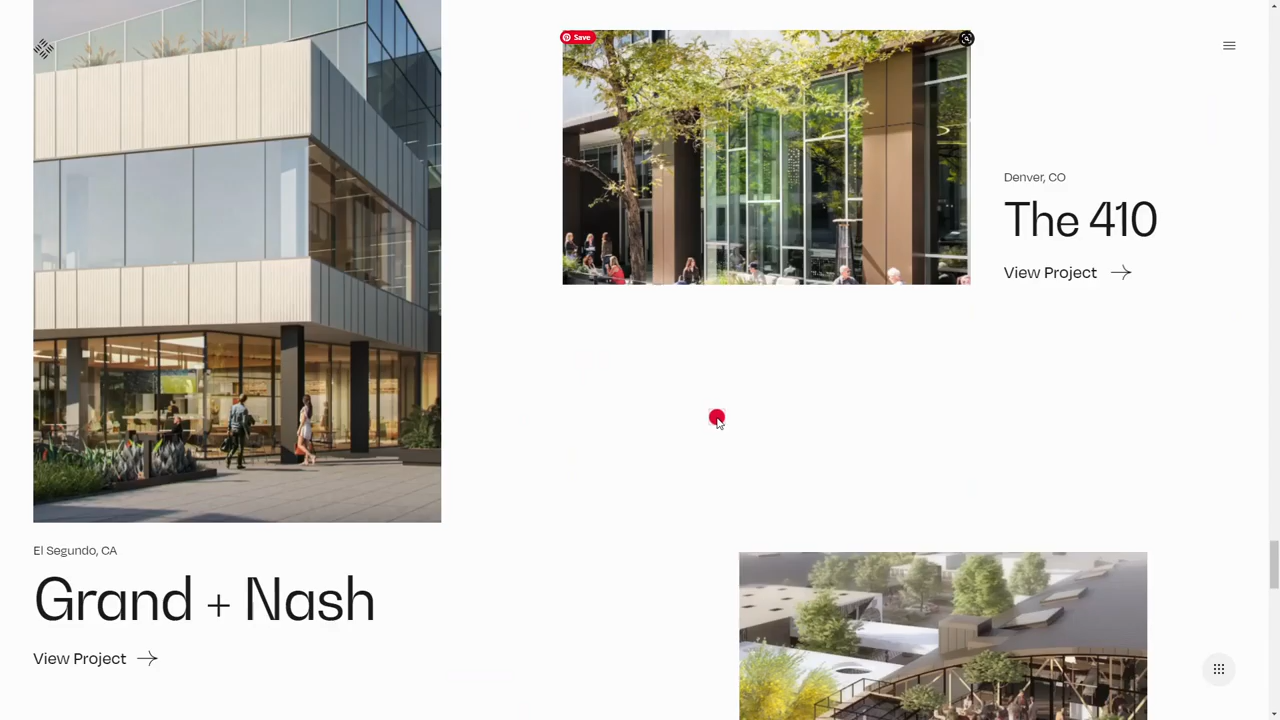 Save
Denver, CO
The 410
View Project
El Segundo, CA
Grand + Nash
View Project